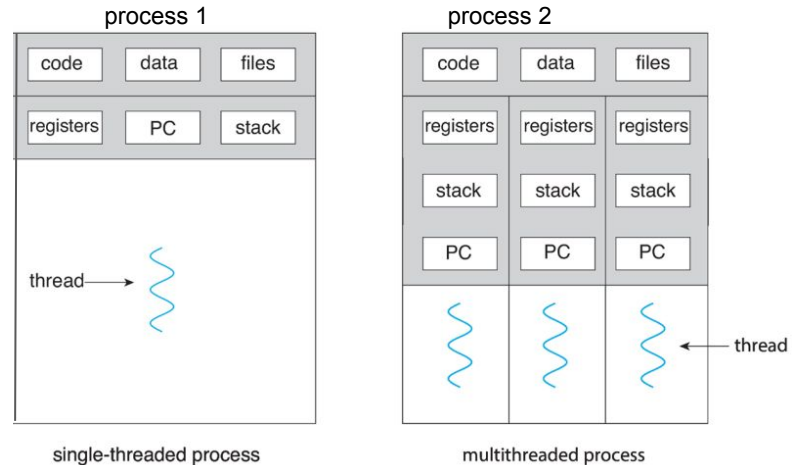 process 1
process 2
code data files
code data files
registers PC stack
registers registers registers
stack stack stack
PC PC PC
thread
thread
single-threaded process
multithreaded process